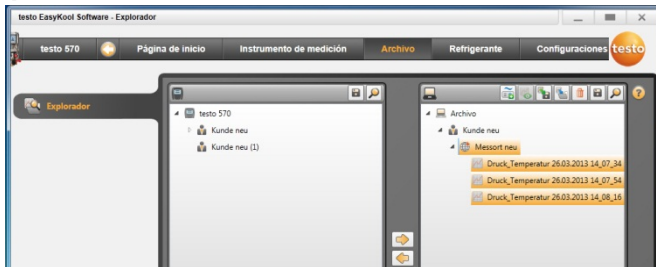 testo EasyKool Software - Explorador
testo 570 Página de inicio Instrumento de medición Archivo Refrigerante Configuraciones testo
Explorador
testo 570
Kunde neu
Kunde neu (1)
Archivo
Kunde neu
Messort neu
Druck_Temperatur 26.03.2013 14_07_34
Druck_Temperatur 26.03.2013 14_07_54
Druck_Temperatur 26.03.2013 14_08_16